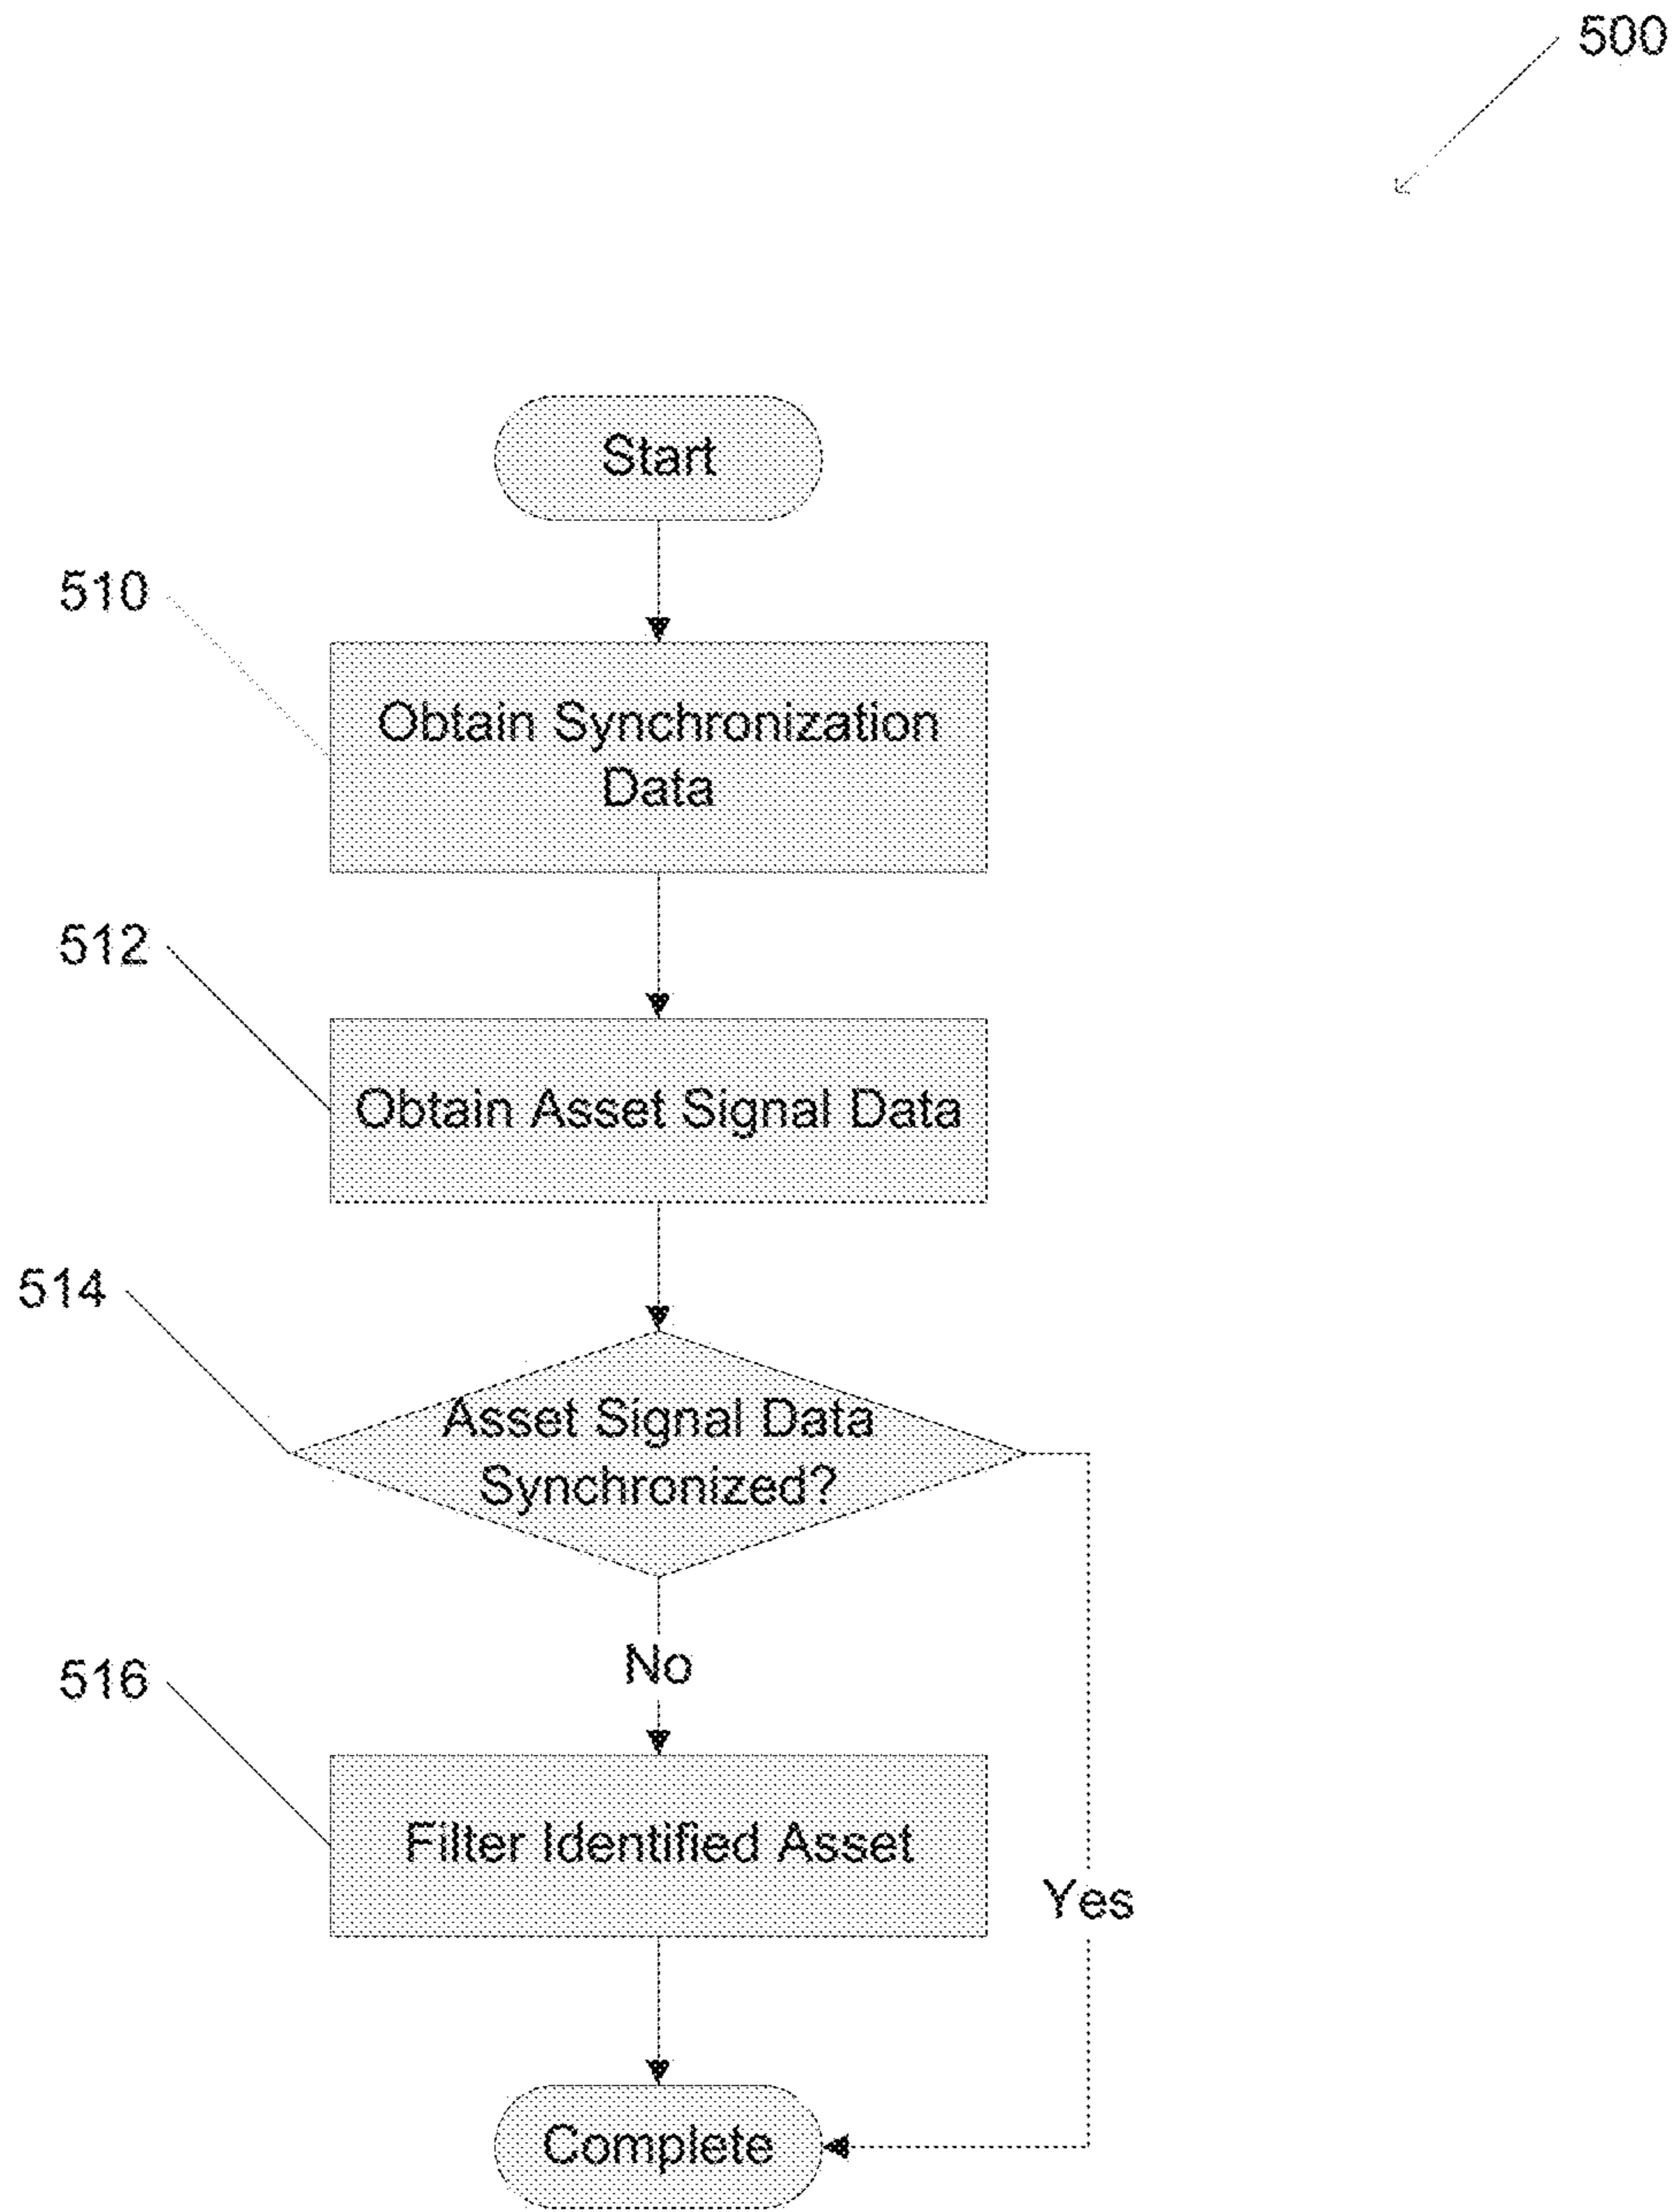 500
Start
510
Obtain Synchronization
Data
512
Obtain Asset Signal Data
514
Asset Signal Data
Synchronized?
No
516
Filter Identified Asset
Yes
Complete